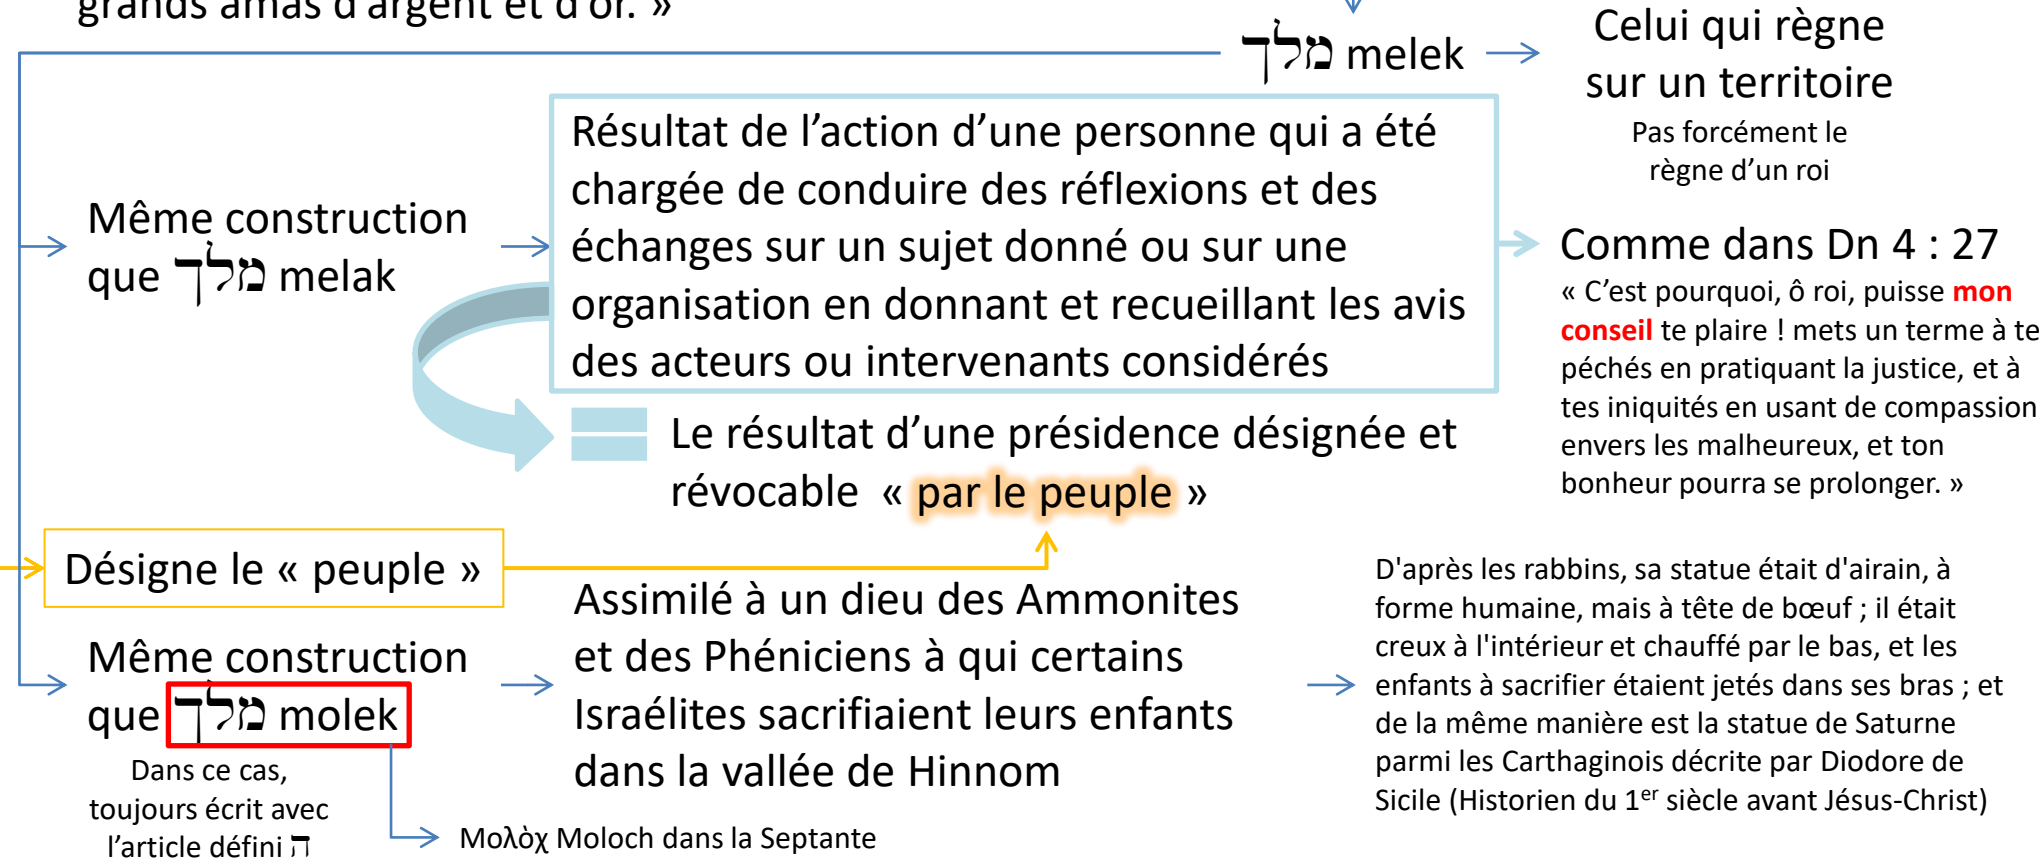 grands amas d'argent et d'or. »
מלך melek
Celui qui règne
sur un territoire
Pas forcément le
règne d'un roi
Même construction
que מלך melak
Résultat de l'action d'une personne qui a été
chargée de conduire des réflexions et des
échanges sur un sujet donné ou sur une
organisation en donnant et recueillant les avis
des acteurs ou intervenants considérés
Comme dans Dn 4 : 27
« C'est pourquoi, ô roi, puisse mon
conseil te plaire ! mets un terme à te
péchés en pratiquant la justice, et à
tes iniquités en usant de compassion
envers les malheureux, et ton
bonheur pourra se prolonger. »
Le résultat d'une présidence désignée et
révocable « par le peuple »
Désigne le « peuple »
Même construction
que מלך molek
Dans ce cas,
toujours écrit avec
l'article défini ה
Μολὸχ Moloch dans la Septante
Assimilé à un dieu des Ammonites
et des Phéniciens à qui certains
Israélites sacrifiaient leurs enfants
dans la vallée de Hinnom
D'après les rabbins, sa statue était d'airain, à
forme humaine, mais à tête de bœuf ; il était
creux à l'intérieur et chauffé par le bas, et les
enfants à sacrifier étaient jetés dans ses bras ; et
de la même manière est la statue de Saturne
parmi les Carthaginois décrite par Diodore de
Sicile (Historien du 1er siècle avant Jésus-Christ)